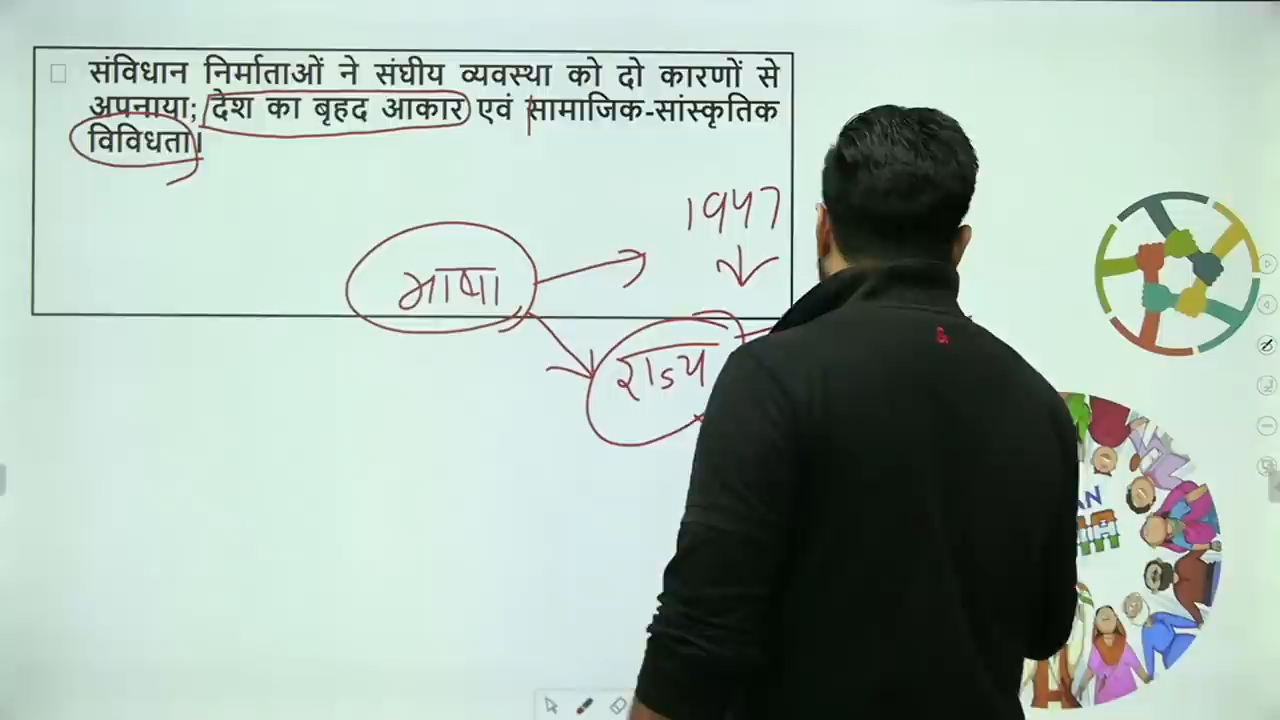 संविधान निर्माताओं ने संघीय व्यवस्था को दो कारणों से
अपनाया; देश का बृहद आकार एवं सामाजिक-सांस्कृतिक
विविधता।
1947
भाषा
राज्य